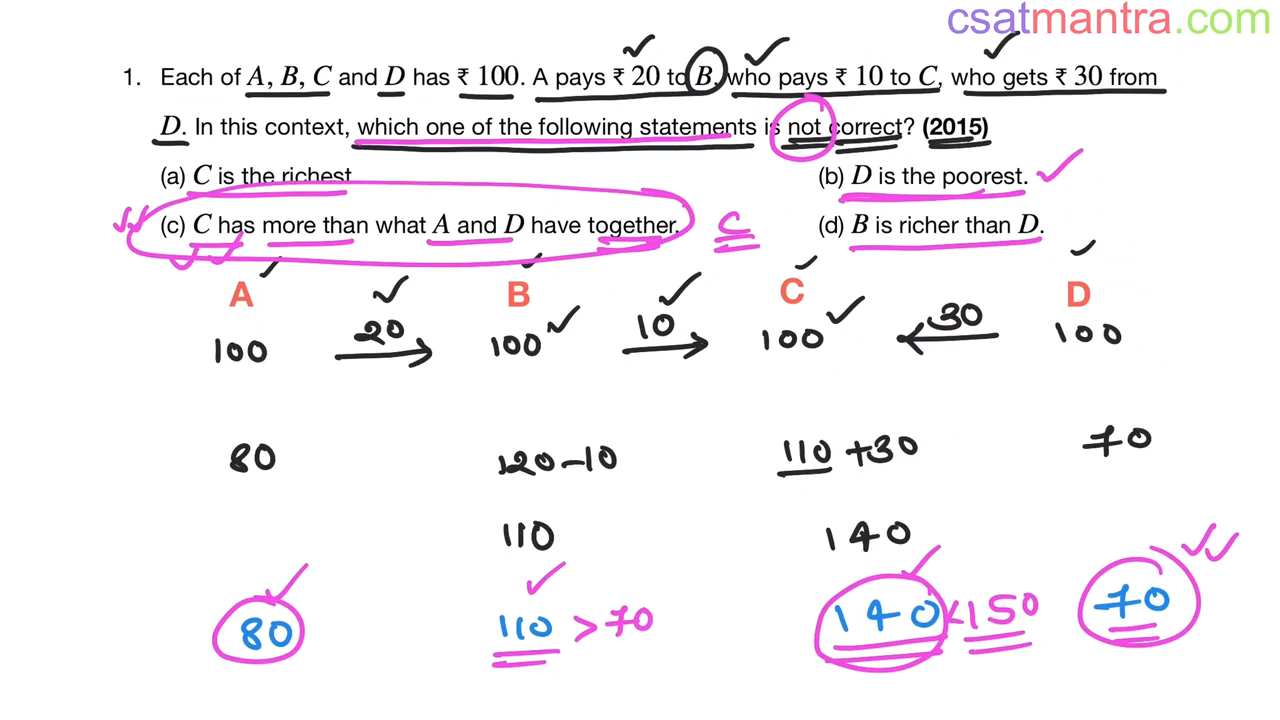 csatmantra.com
1. Each of A, B, C and D has ₹ 100. A pays ₹ 20 to B, who pays ₹ 10 to C, who gets ₹ 30 from
D. In this context, which one of the following statements is not correct? (2015)
(a) C is the richest (b) D is the poorest.
(c) C has more than what A and D have together. C (d) B is richer than D.
A B C D
100 20 100 10 100 30 100
80 120-10 110 +30 70
110 140
80 110 > 70 140 < 150 70